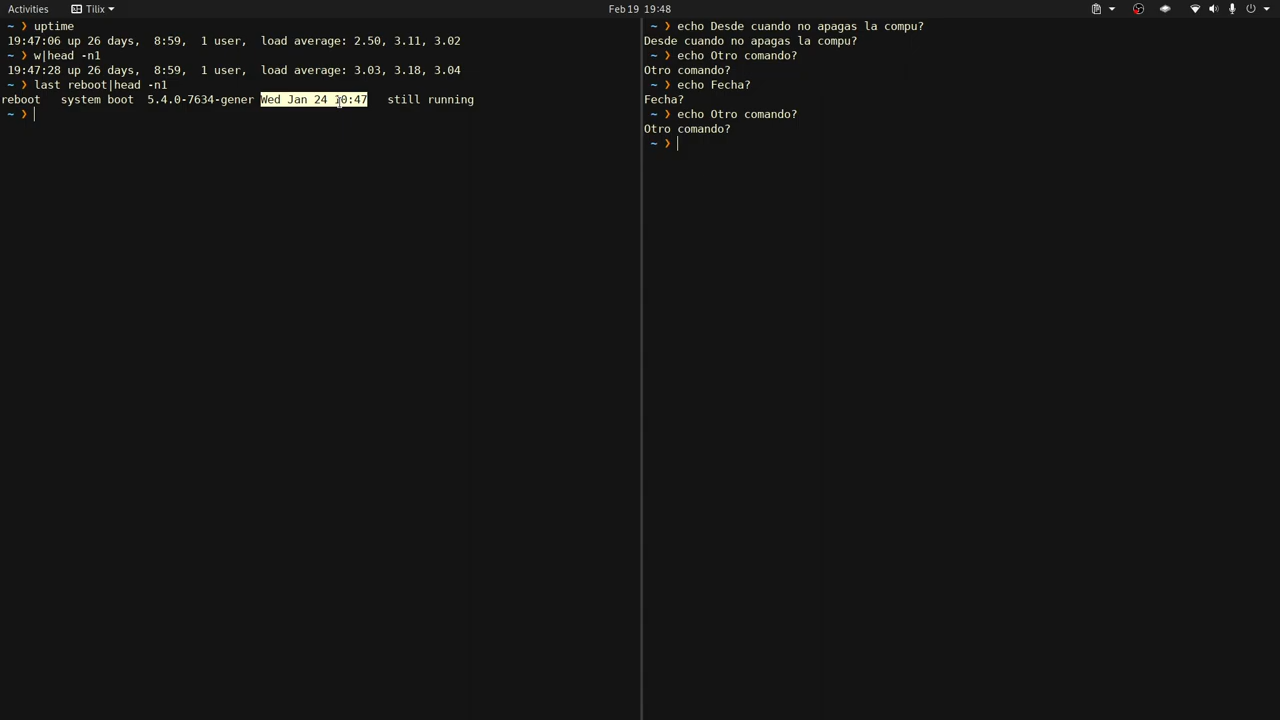 Activities Tilix Feb 19 19:48
~ ❯ uptime
19:47:06 up 26 days,  8:59,  1 user,  load average: 2.50, 3.11, 3.02
~ ❯ w|head -n1
19:47:28 up 26 days,  8:59,  1 user,  load average: 3.03, 3.18, 3.04
~ ❯ last reboot|head -n1
reboot   system boot  5.4.0-7634-gener Wed Jan 24 10:47   still running
~ ❯
~ ❯ echo Desde cuando no apagas la compu?
Desde cuando no apagas la compu?
~ ❯ echo Otro comando?
Otro comando?
~ ❯ echo Fecha?
Fecha?
~ ❯ echo Otro comando?
Otro comando?
~ ❯